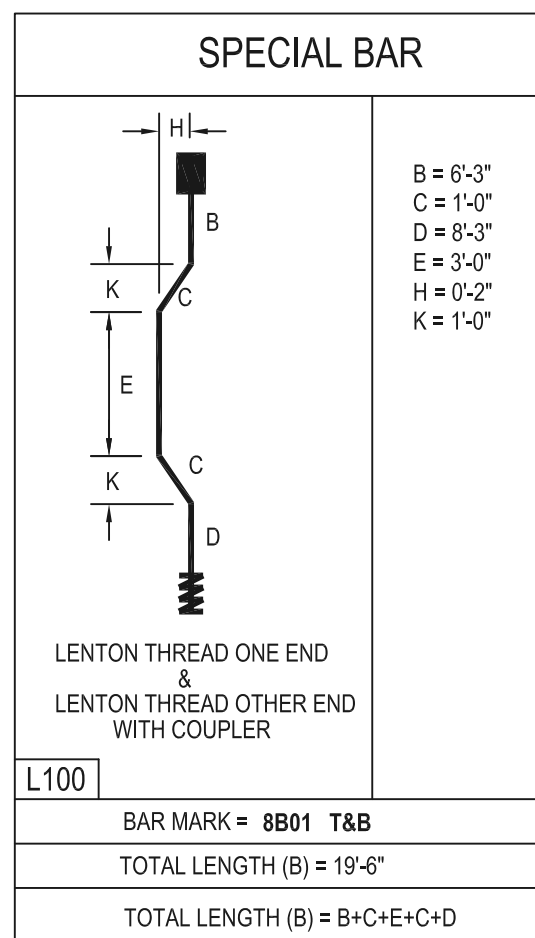 SPECIAL BAR
H
B
K
C
E
C
K
D
B = 6'-3"
C = 1'-0"
D = 8'-3"
E = 3'-0"
H = 0'-2"
K = 1'-0"
LENTON THREAD ONE END
&
LENTON THREAD OTHER END
WITH COUPLER
L100
BAR MARK = 8B01 T&B
TOTAL LENGTH (B) = 19'-6"
TOTAL LENGTH (B) = B+C+E+C+D